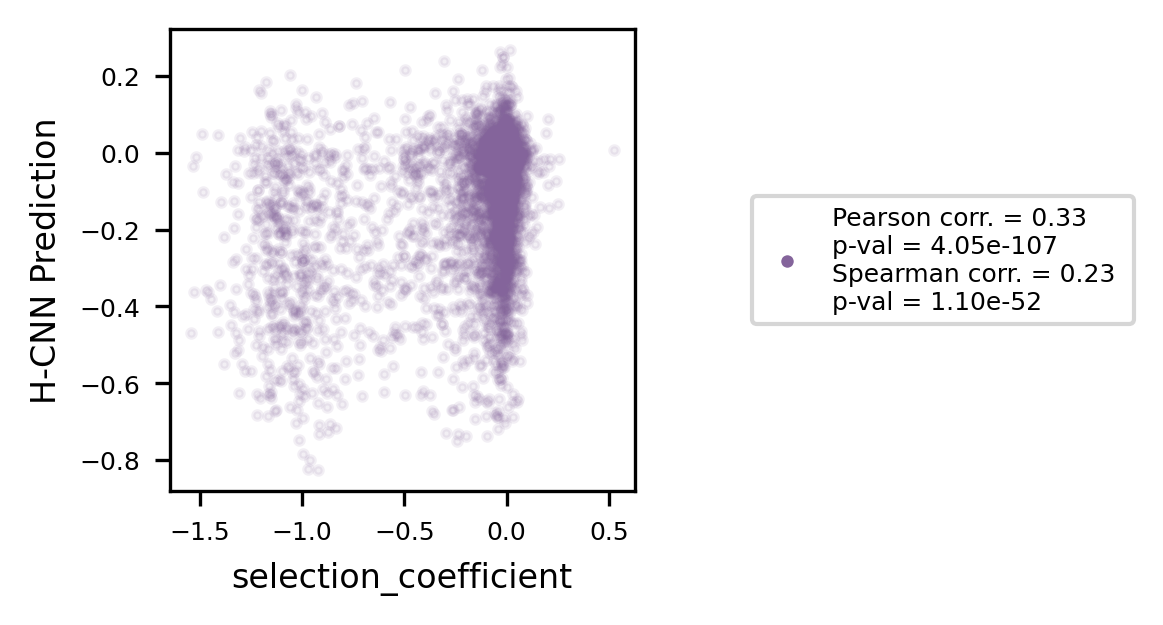 H-CNN Prediction
0.2
0.0
−0.2
−0.4
−0.6
−0.8
−1.5
−1.0
−0.5
0.0
0.5
selection_coefficient
Pearson corr. = 0.33
p-val = 4.05e-107
Spearman corr. = 0.23
p-val = 1.10e-52